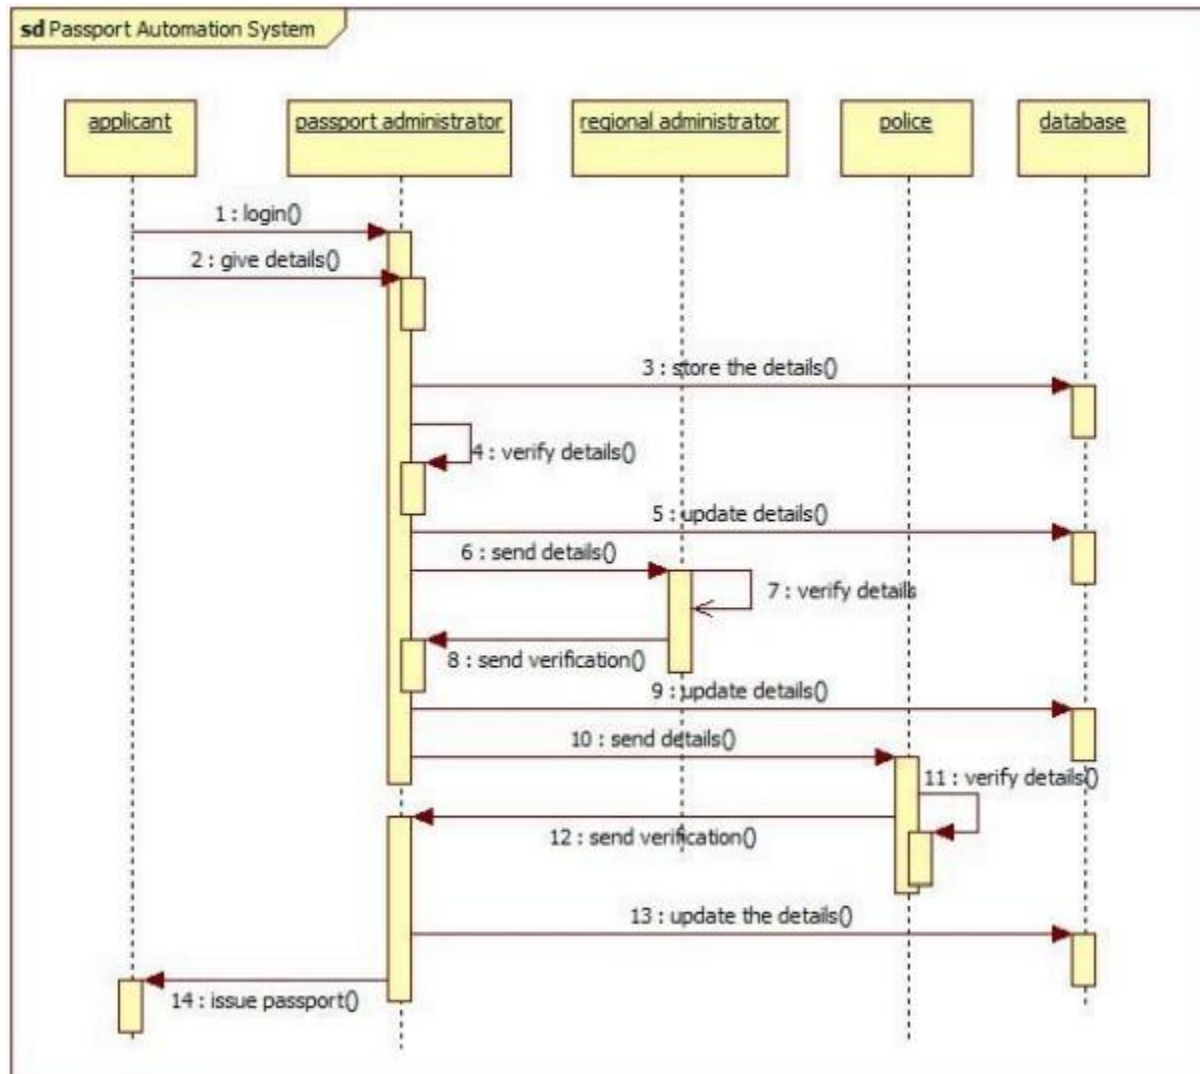 sd Passport Automation System
applicant
passport administrator
regional administrator
police
database
1 : login()
2 : give details()
3 : store the details()
4 : verify details()
5 : update details()
6 : send details()
7 : verify details
8 : send verification()
9 : update details()
10 : send details()
11 : verify details()
12 : send verification()
13 : update the details()
14 : issue passport()